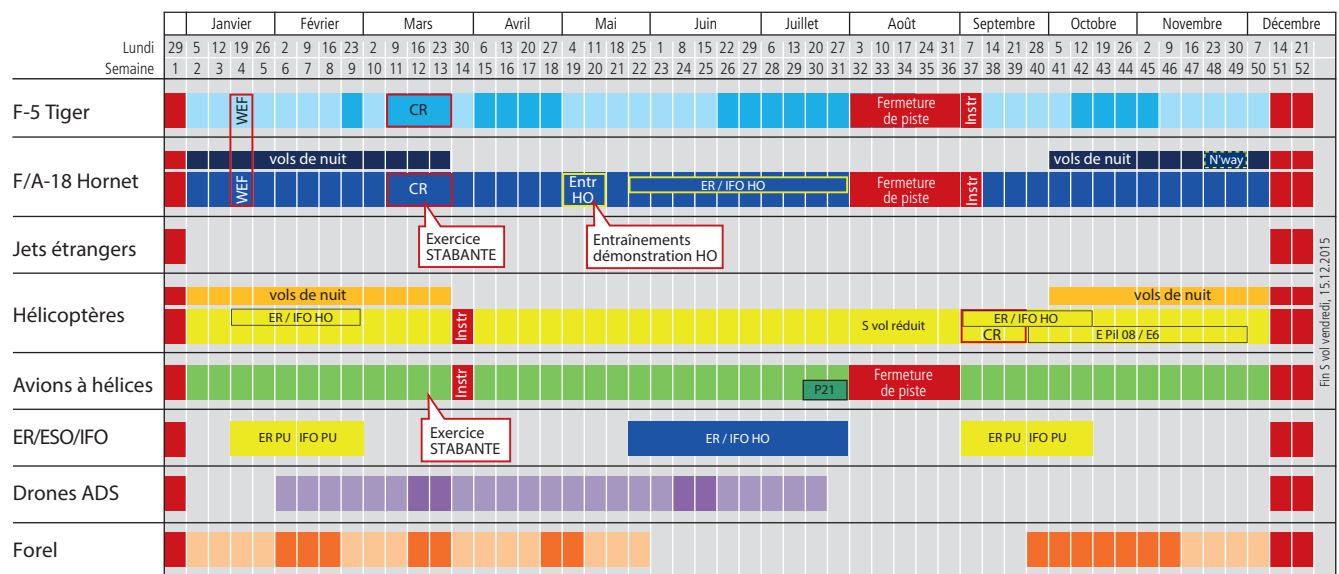 Janvier Février Mars Avril Mai Juin Juillet Août Septembre Octobre Novembre Décembre
Lundi 29 5 12 19 26 2 9 16 23 2 9 16 23 30 6 13 20 27 4 11 18 25 1 8 15 22 29 6 13 20 27 3 10 17 24 31 7 14 21 28 5 12 19 26 2 9 16 23 30 7 14 21
Semaine 1 2 3 4 5 6 7 8 9 10 11 12 13 14 15 16 17 18 19 20 21 22 23 24 25 26 27 28 29 30 31 32 33 34 35 36 37 38 39 40 41 42 43 44 45 46 47 48 49 50 51 52
F-5 Tiger WEF CR Fermeture Instr
de piste
vols de nuit vols de nuit N'way
F/A-18 Hornet WEF CR Entr ER / IFO HO Fermeture Instr
HO de piste
Exercice Entraînements
STABANTE démonstration HO
Jets étrangers
vols de nuit vols de nuit
Hélicoptères ER / IFO HO Instr S vol réduit ER / IFO HO
CR E Pil 08 / E6
Avions à hélices Instr P21 Fermeture
de piste
ER/ESO/IFO ER PU IFO PU Exercice ER / IFO HO ER PU IFO PU
STABANTE
Drones ADS
Forel
Fin S vol vendredi, 15.12.2015